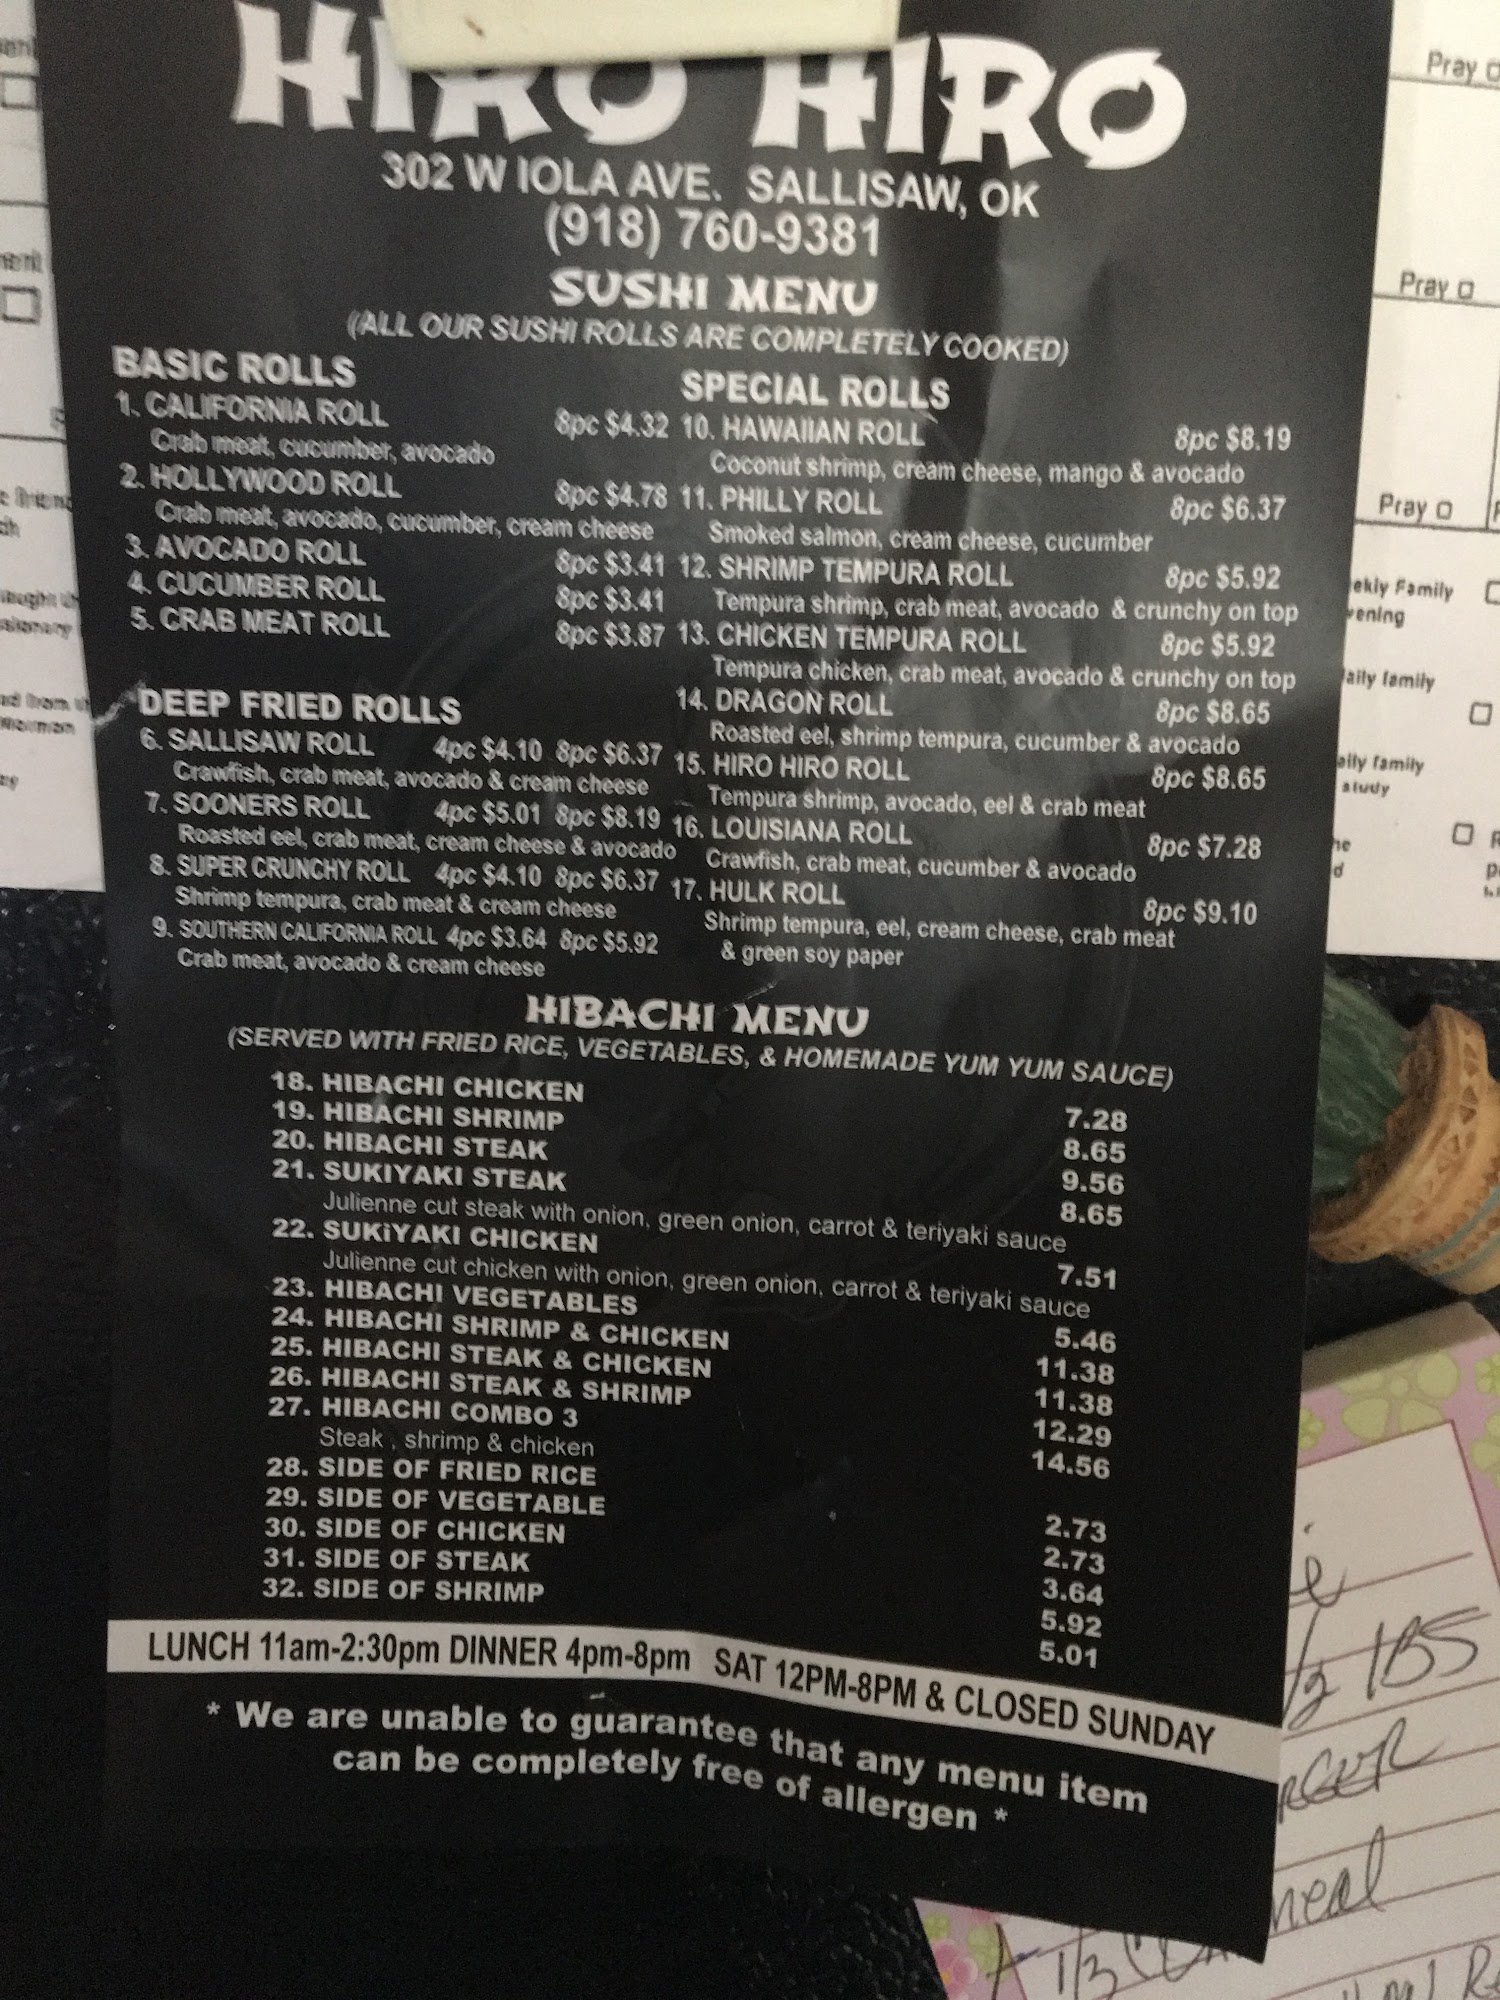 HIRO HIRO
302 W IOLA AVE. SALLISAW, OK
(918) 760-9381
SUSHI MENU
(ALL OUR SUSHI ROLLS ARE COMPLETELY COOKED)
BASIC ROLLS
1. CALIFORNIA ROLL 8pc $4.32
Crab meat, cucumber, avocado
2. HOLLYWOOD ROLL 8pc $4.78
Crab meat, avocado, cucumber, cream cheese
3. AVOCADO ROLL 8pc $3.41
4. CUCUMBER ROLL 8pc $3.41
5. CRAB MEAT ROLL 8pc $3.87
DEEP FRIED ROLLS
6. SALLISAW ROLL 4pc $4.10 8pc $6.37
Crawfish, crab meat, avocado & cream cheese
7. SOONERS ROLL 4pc $5.01 8pc $8.19
Roasted eel, crab meat, cream cheese & avocado
8. SUPER CRUNCHY ROLL 4pc $4.10 8pc $6.37
Shrimp tempura, crab meat & cream cheese
9. SOUTHERN CALIFORNIA ROLL 4pc $3.64 8pc $5.92
Crab meat, avocado & cream cheese
SPECIAL ROLLS
10. HAWAIIAN ROLL 8pc $8.19
Coconut shrimp, cream cheese, mango & avocado
11. PHILLY ROLL 8pc $6.37
Smoked salmon, cream cheese, cucumber
12. SHRIMP TEMPURA ROLL 8pc $5.92
Tempura shrimp, crab meat, avocado & crunchy on top
13. CHICKEN TEMPURA ROLL 8pc $5.92
Tempura chicken, crab meat, avocado & crunchy on top
14. DRAGON ROLL 8pc $8.65
Roasted eel, shrimp tempura, cucumber & avocado
15. HIRO HIRO ROLL 8pc $8.65
Tempura shrimp, avocado, eel & crab meat
16. LOUISIANA ROLL 8pc $7.28
Crawfish, crab meat, cucumber & avocado
17. HULK ROLL 8pc $9.10
Shrimp tempura, eel, cream cheese, crab meat
& green soy paper
HIBACHI MENU
(SERVED WITH FRIED RICE, VEGETABLES, & HOMEMADE YUM YUM SAUCE)
18. HIBACHI CHICKEN 7.28
19. HIBACHI SHRIMP 8.65
20. HIBACHI STEAK 9.56
21. SUKIYAKI STEAK 8.65
Julienne cut steak with onion, green onion, carrot & teriyaki sauce
22. SUKiYAKI CHICKEN 7.51
Julienne cut chicken with onion, green onion, carrot & teriyaki sauce
23. HIBACHI VEGETABLES 5.46
24. HIBACHI SHRIMP & CHICKEN 11.38
25. HIBACHI STEAK & CHICKEN 11.38
26. HIBACHI STEAK & SHRIMP 12.29
27. HIBACHI COMBO 3 14.56
Steak , shrimp & chicken
28. SIDE OF FRIED RICE 2.73
29. SIDE OF VEGETABLE 2.73
30. SIDE OF CHICKEN 3.64
31. SIDE OF STEAK 5.92
32. SIDE OF SHRIMP 5.01
LUNCH 11am-2:30pm DINNER 4pm-8pm SAT 12PM-8PM & CLOSED SUNDAY
* We are unable to guarantee that any menu item
can be completely free of allergen *
Pray
Pray
Pray
ekly Family
vening
aily family
aily family
study
1/2 lBS
1/3